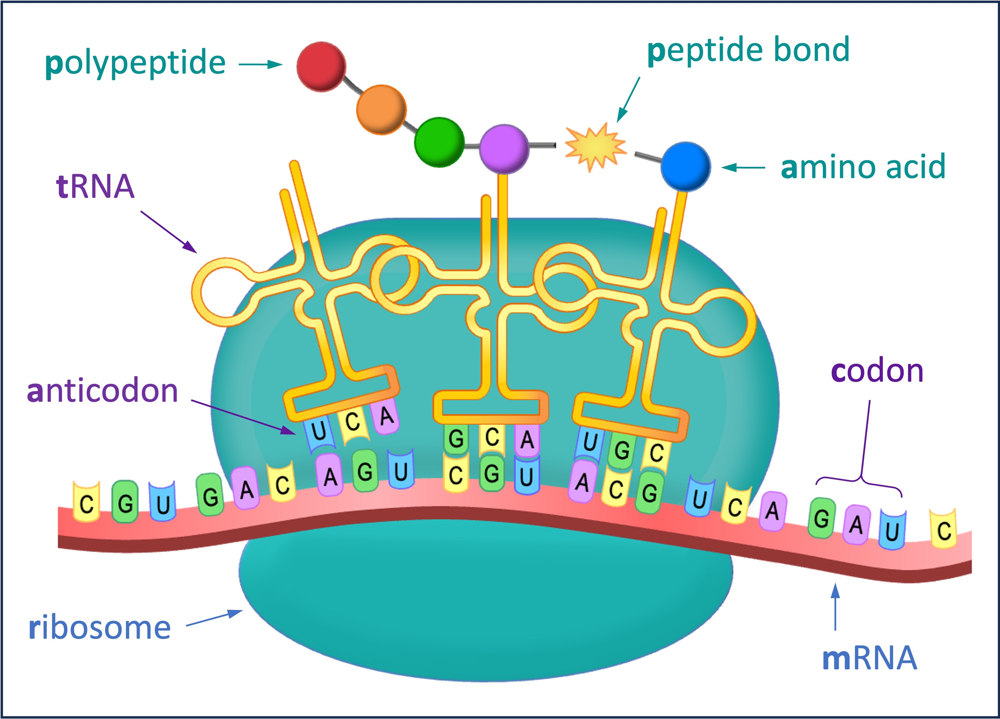 polypeptide
peptide bond
amino acid
tRNA
codon
anticodon
U C A
G C A
U G C
C G U G A C A G U C G U A C G U C A G A U C
ribosome
mRNA